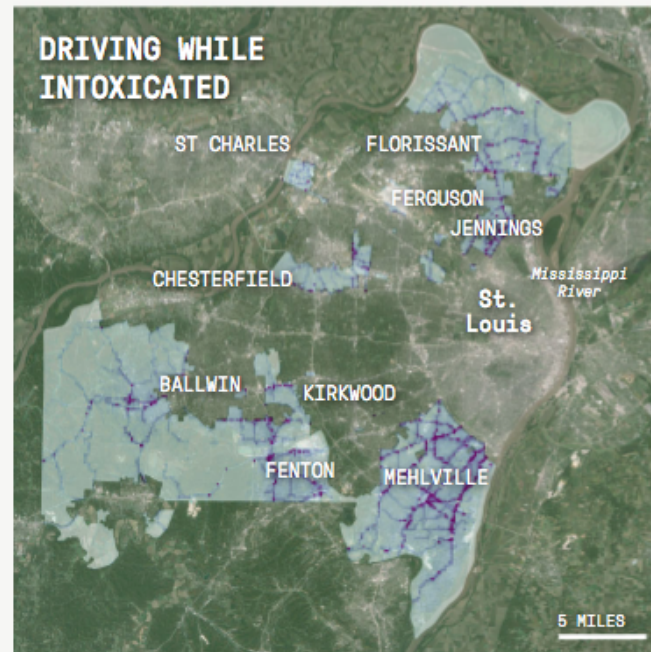 DRIVING WHILE
INTOXICATED
ST CHARLES
FLORISSANT
FERGUSON
JENNINGS
CHESTERFIELD
Mississippi
River
St.
Louis
BALLWIN
KIRKWOOD
FENTON
MEHLVILLE
5 MILES